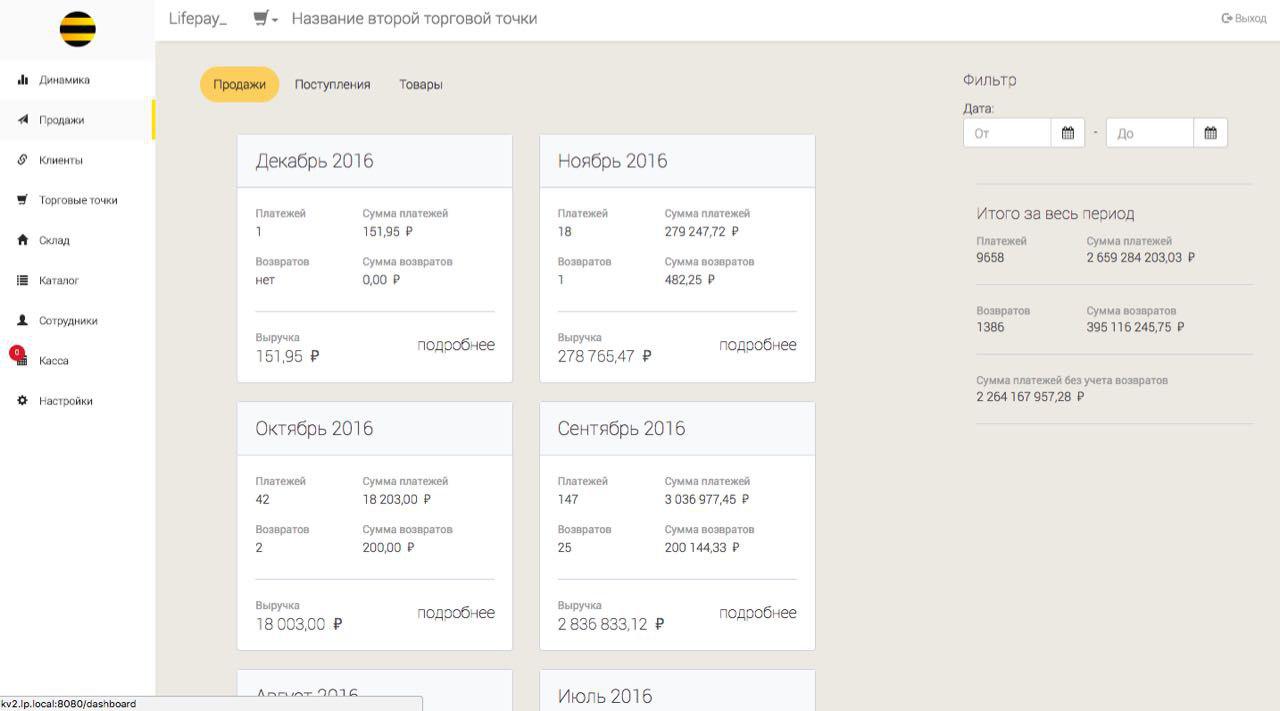 Lifepay_
Название второй торговой точки
Выход
Динамика
Продажи
Клиенты
Торговые точки
Склад
Каталог
Сотрудники
0
Касса
Настройки
Продажи Поступления Товары
Декабрь 2016
Платежей Сумма платежей
1 151,95 ₽
Возвратов Сумма возвратов
нет 0,00 ₽
Выручка
151,95 ₽
подробнее
Ноябрь 2016
Платежей Сумма платежей
18 279 247,72 ₽
Возвратов Сумма возвратов
1 482,25 ₽
Выручка
278 765,47 ₽
подробнее
Октябрь 2016
Платежей Сумма платежей
42 18 203,00 ₽
Возвратов Сумма возвратов
2 200,00 ₽
Выручка
18 003,00 ₽
подробнее
Сентябрь 2016
Платежей Сумма платежей
147 3 036 977,45 ₽
Возвратов Сумма возвратов
25 200 144,33 ₽
Выручка
2 836 833,12 ₽
подробнее
Август 2016
Июль 2016
Фильтр
Дата:
От - До
Итого за весь период
Платежей Сумма платежей
9658 2 659 284 203,03 ₽
Возвратов Сумма возвратов
1386 395 116 245,75 ₽
Сумма платежей без учета возвратов
2 264 167 957,28 ₽
kv2.lp.local:8080/dashboard